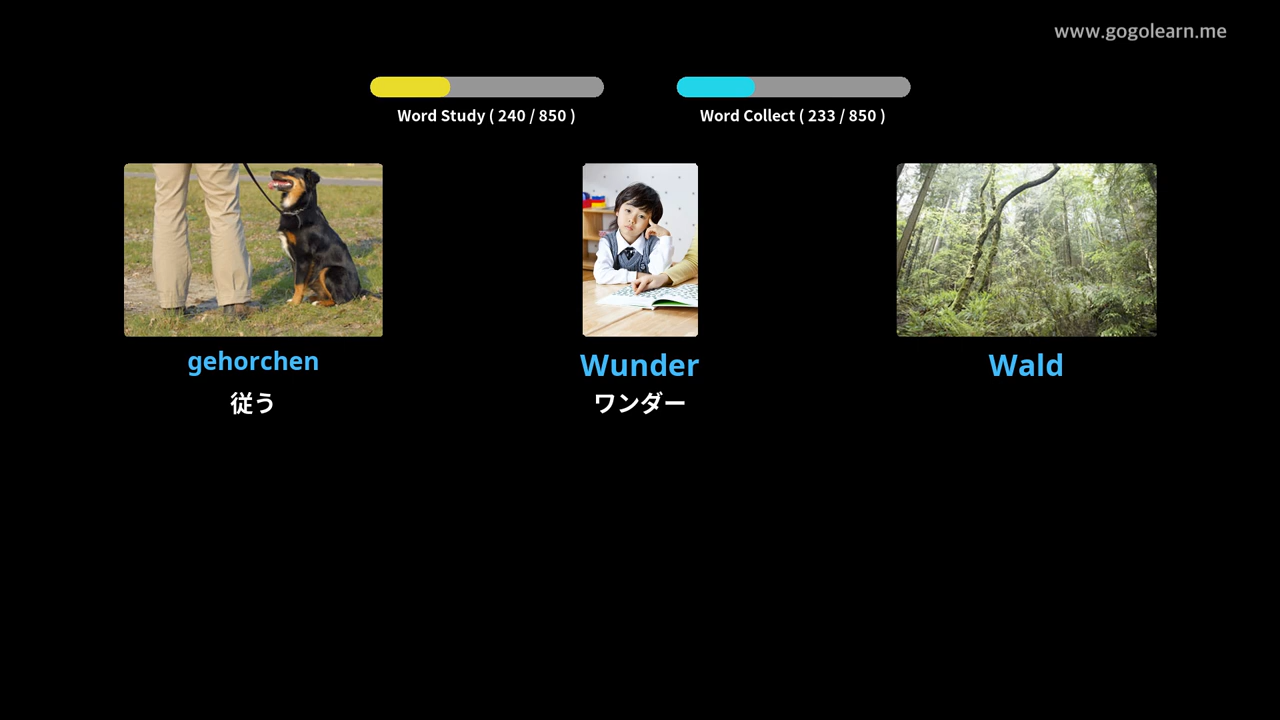 www.gogolearn.me
Word Study ( 240 / 850 )
Word Collect ( 233 / 850 )
gehorchen
Wunder
Wald
従う
ワンダー